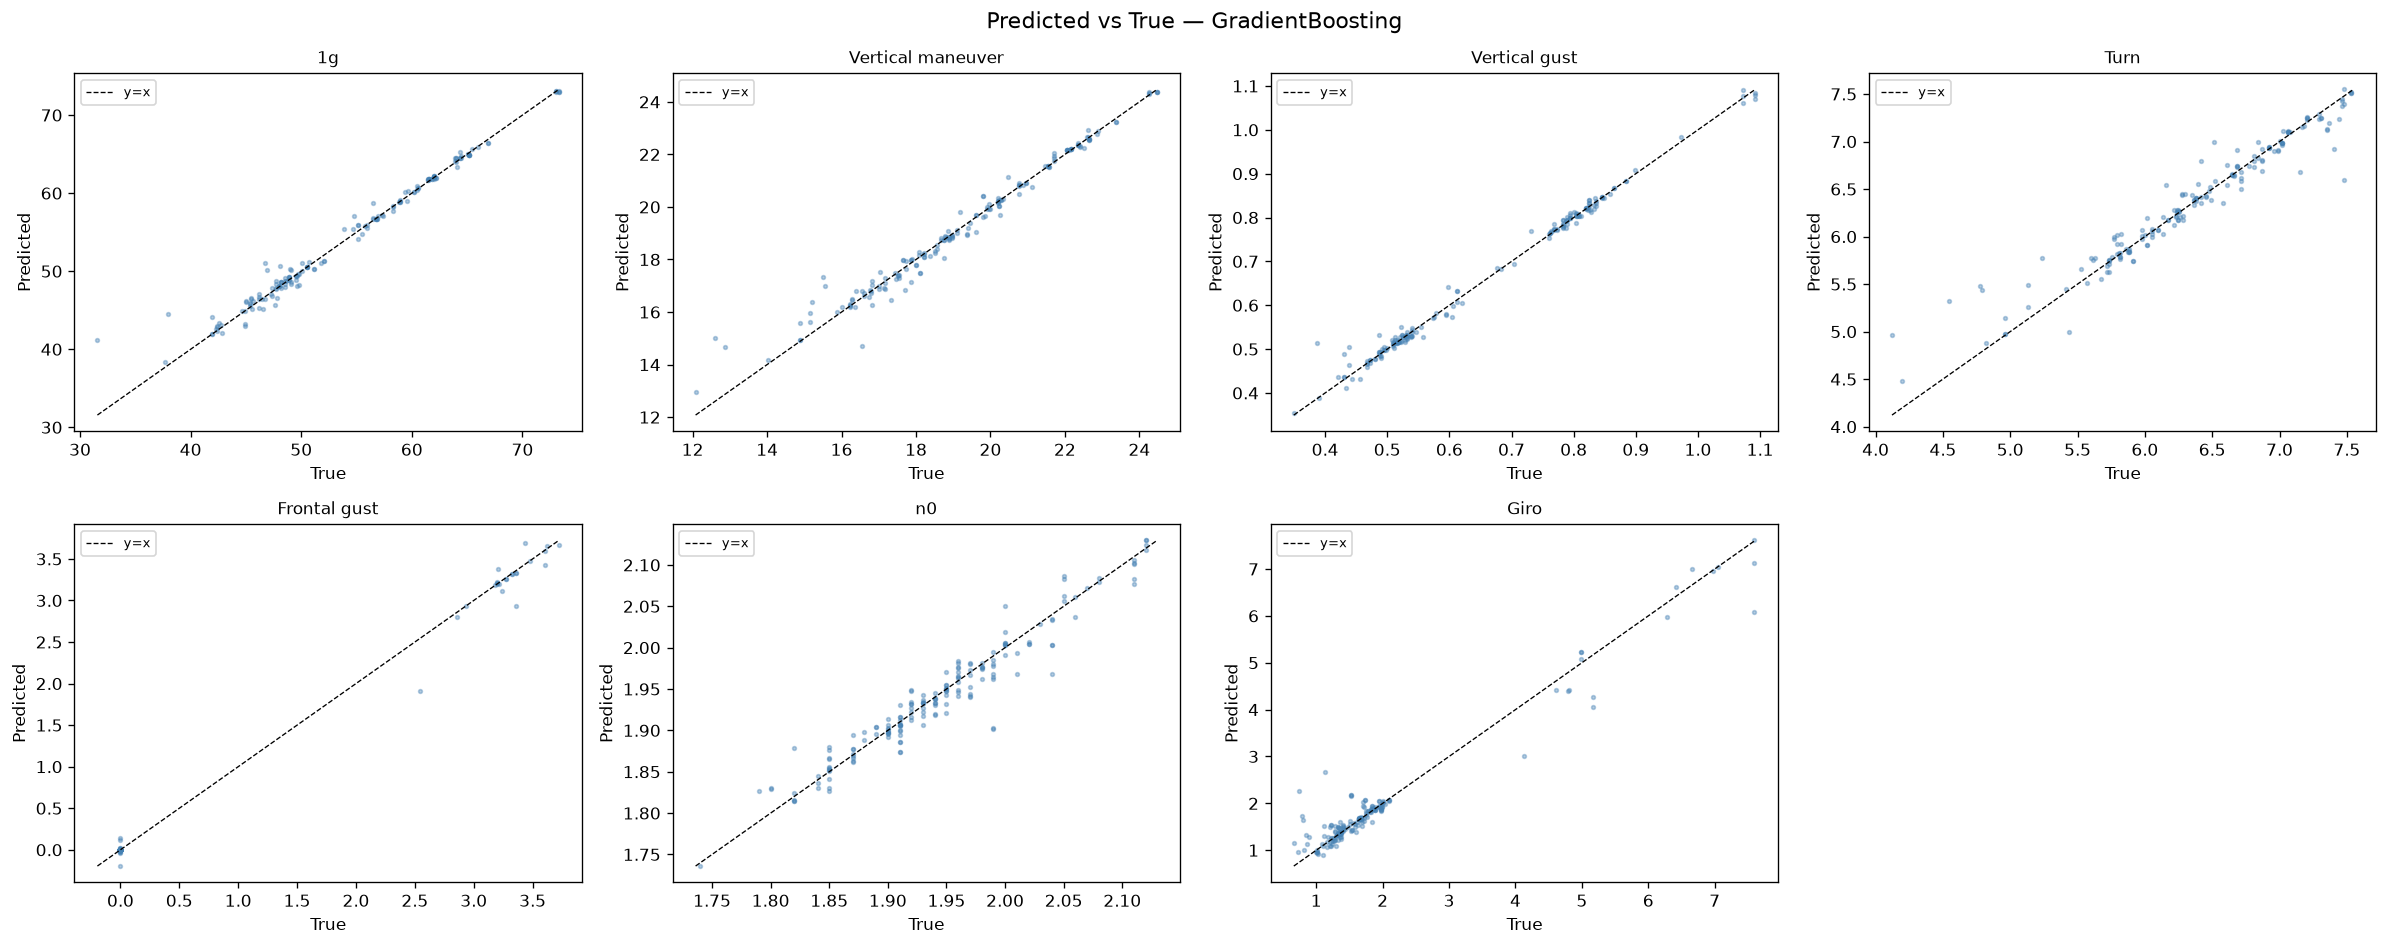 Predicted vs True — GradientBoosting
1g
y=x
Predicted
70
60
50
40
30
30 40 50 60 70
True
Vertical maneuver
y=x
Predicted
24
22
20
18
16
14
12
12 14 16 18 20 22 24
True
Vertical gust
y=x
Predicted
1.1
1.0
0.9
0.8
0.7
0.6
0.5
0.4
0.4 0.5 0.6 0.7 0.8 0.9 1.0 1.1
True
Turn
y=x
Predicted
7.5
7.0
6.5
6.0
5.5
5.0
4.5
4.0
4.0 4.5 5.0 5.5 6.0 6.5 7.0 7.5
True
Frontal gust
y=x
Predicted
3.5
3.0
2.5
2.0
1.5
1.0
0.5
0.0
0.0 0.5 1.0 1.5 2.0 2.5 3.0 3.5
True
n0
y=x
Predicted
2.10
2.05
2.00
1.95
1.90
1.85
1.80
1.75
1.75 1.80 1.85 1.90 1.95 2.00 2.05 2.10
True
Giro
y=x
Predicted
7
6
5
4
3
2
1
1 2 3 4 5 6 7
True